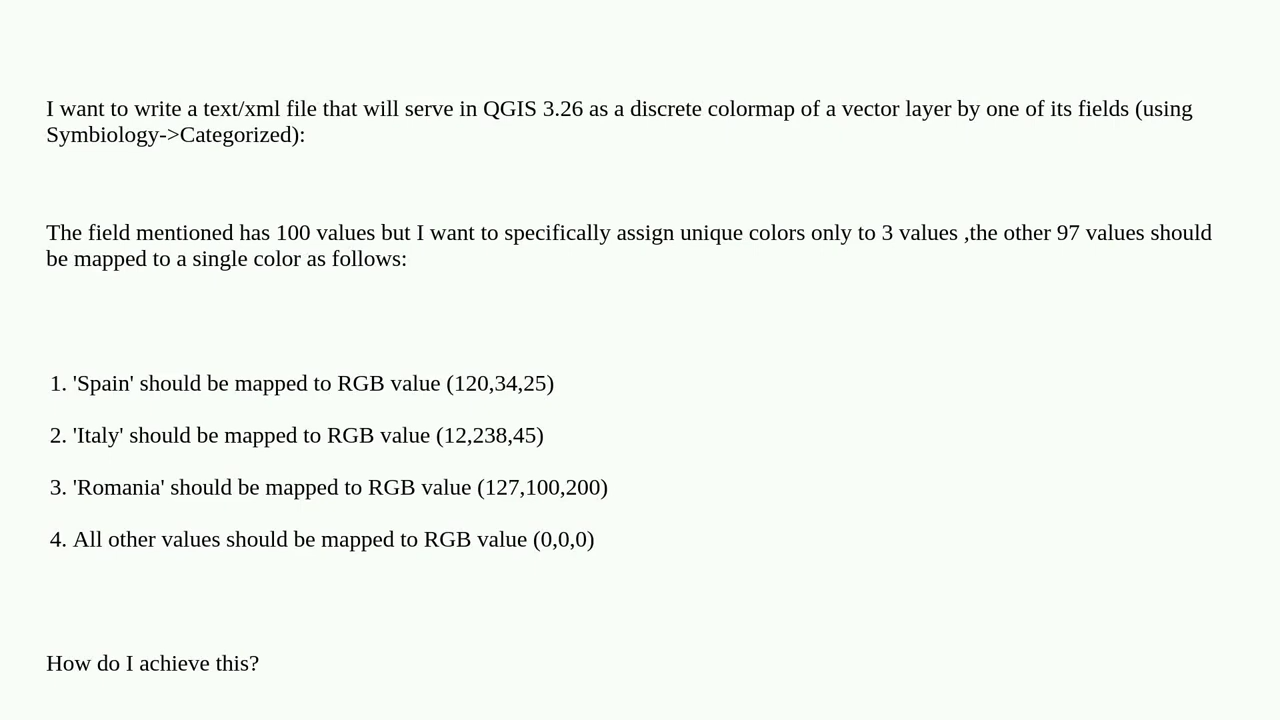 I want to write a text/xml file that will serve in QGIS 3.26 as a discrete colormap of a vector layer by one of its fields (using
Symbiology->Categorized):
The field mentioned has 100 values but I want to specifically assign unique colors only to 3 values ,the other 97 values should
be mapped to a single color as follows:
1. 'Spain' should be mapped to RGB value (120,34,25)
2. 'Italy' should be mapped to RGB value (12,238,45)
3. 'Romania' should be mapped to RGB value (127,100,200)
4. All other values should be mapped to RGB value (0,0,0)
How do I achieve this?